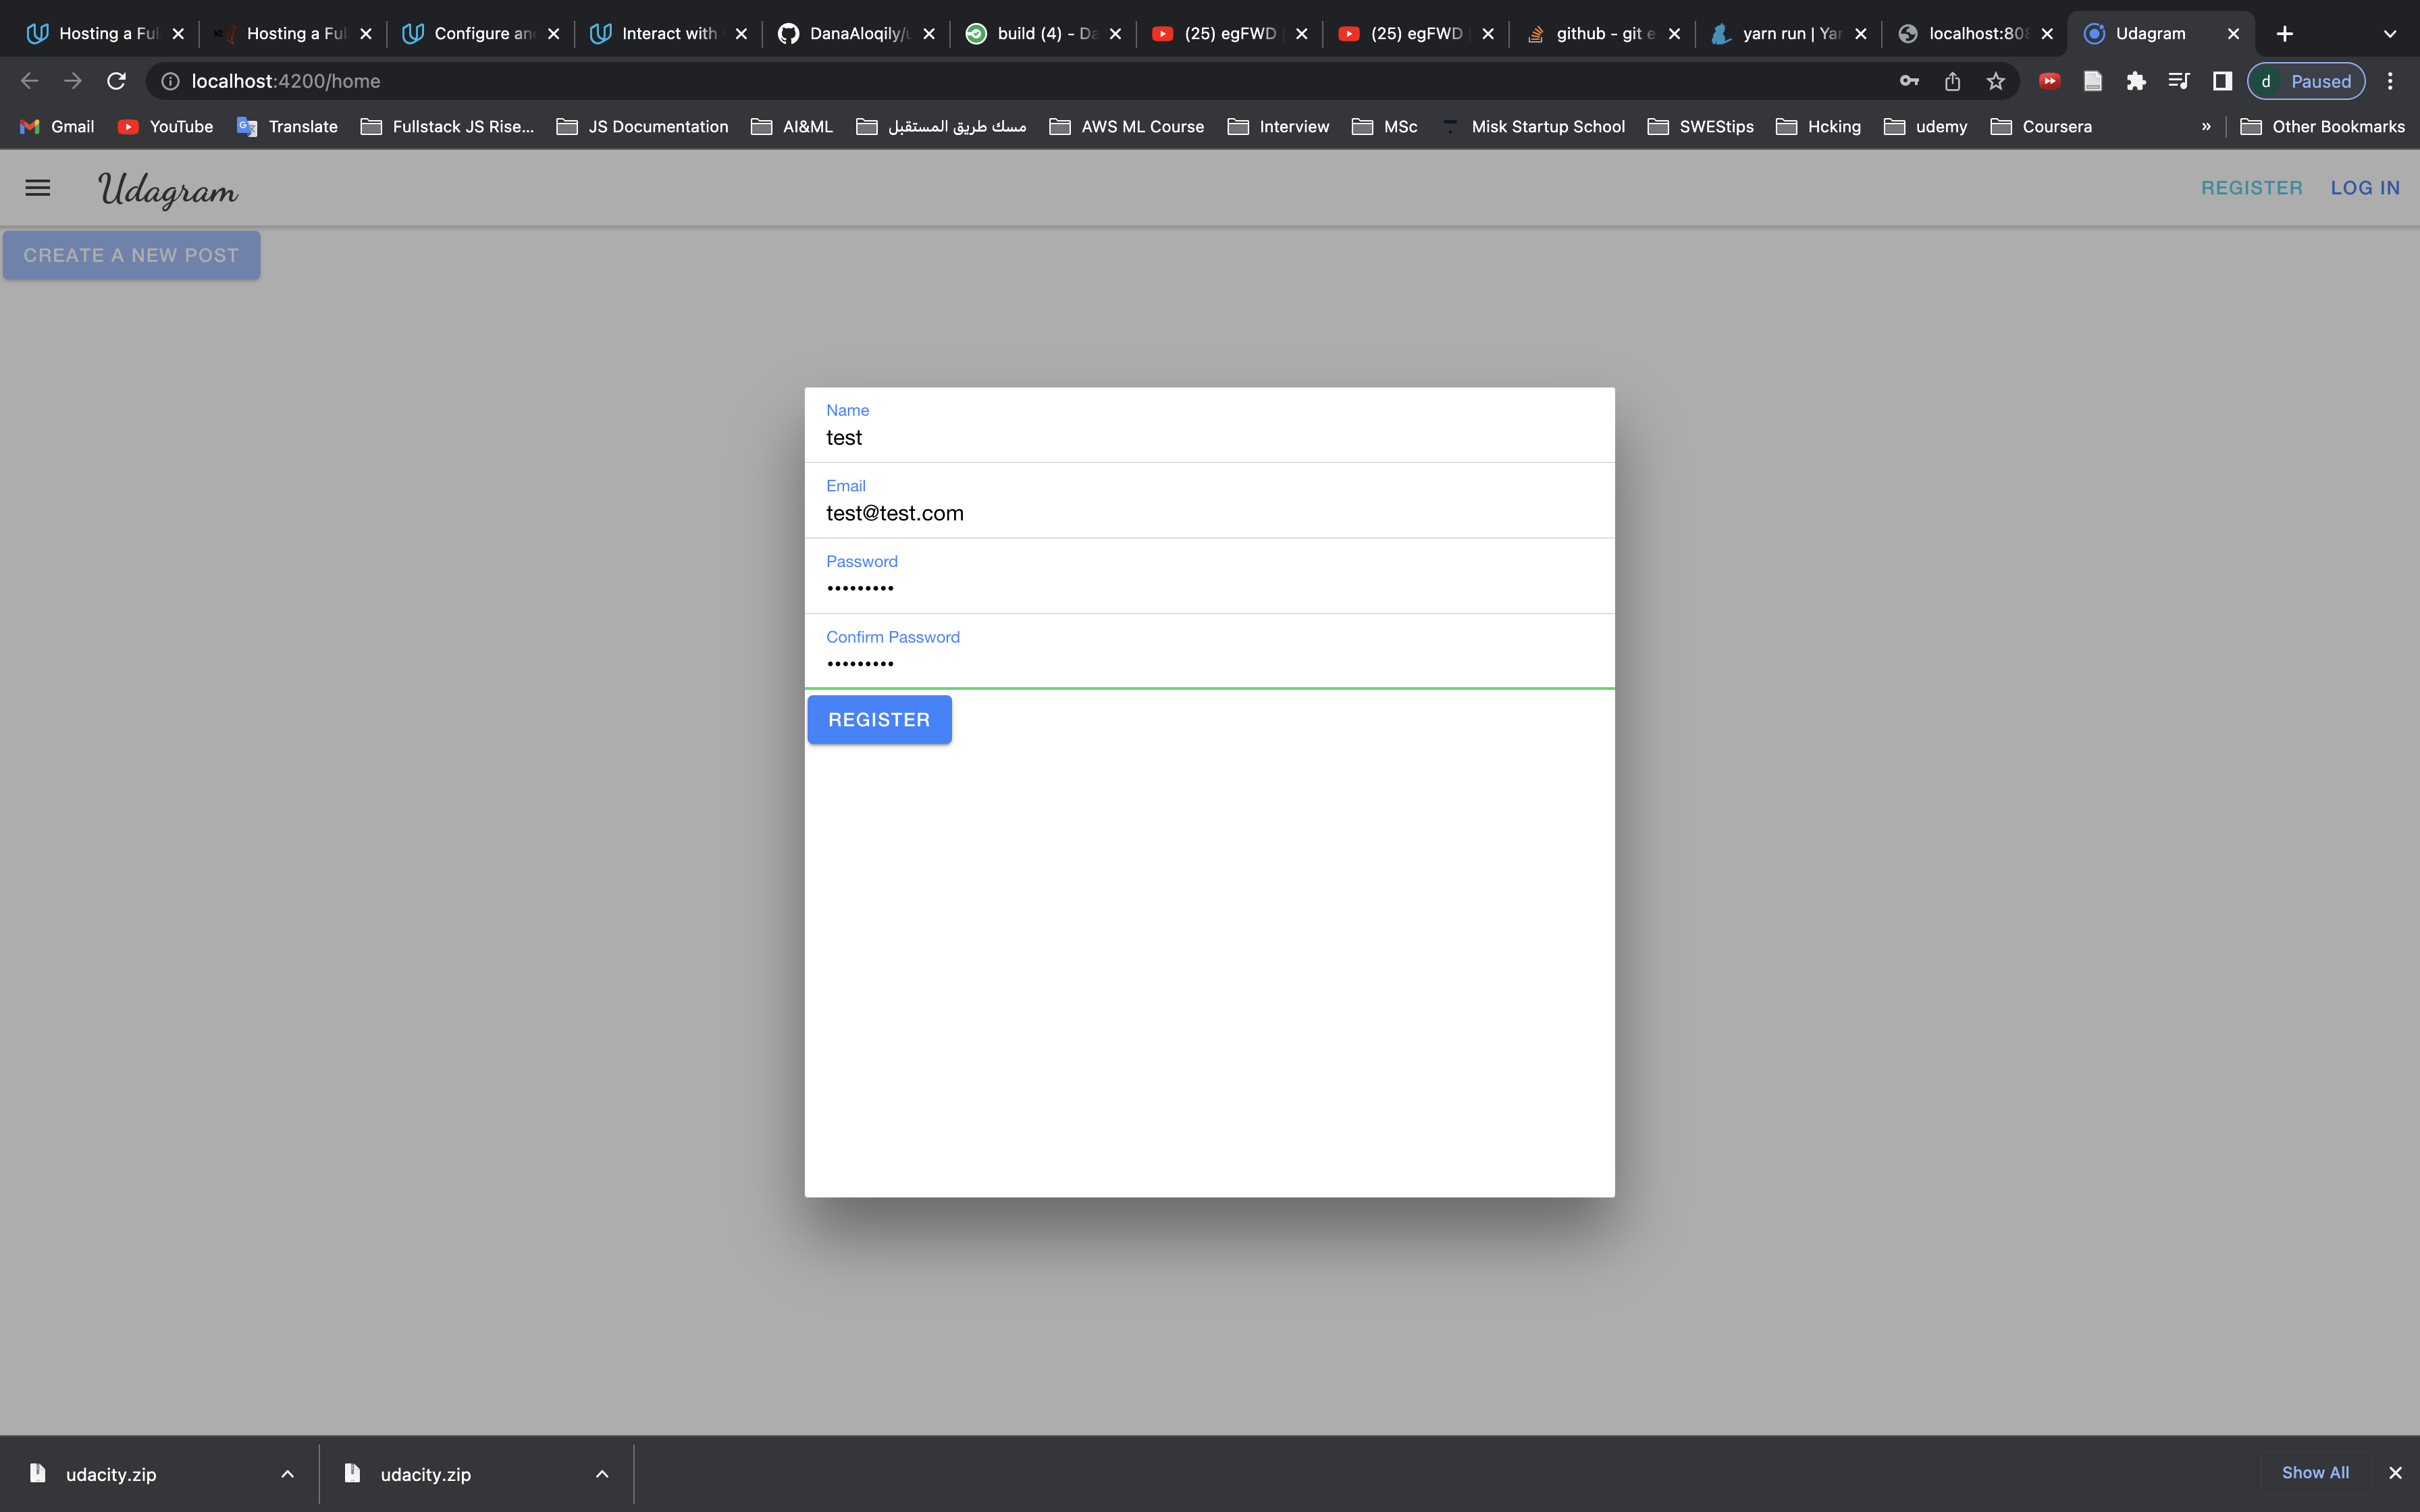 Hosting a Ful
Hosting a Ful
Configure an
Interact with
DanaAloqily/u
build (4) - Da
(25) egFWD
(25) egFWD
github - git e
yarn run | Yar
localhost:808
Udagram
localhost:4200/home
d Paused
Gmail
YouTube
Translate
Fullstack JS Rise...
JS Documentation
AI&ML
مسك طريق المستقبل
AWS ML Course
Interview
MSc
Misk Startup School
SWEStips
Hcking
udemy
Coursera
»
Other Bookmarks
Udagram
REGISTER
LOG IN
CREATE A NEW POST
Name
test
Email
test@test.com
Password
•••••••••
Confirm Password
•••••••••
REGISTER
udacity.zip
udacity.zip
Show All